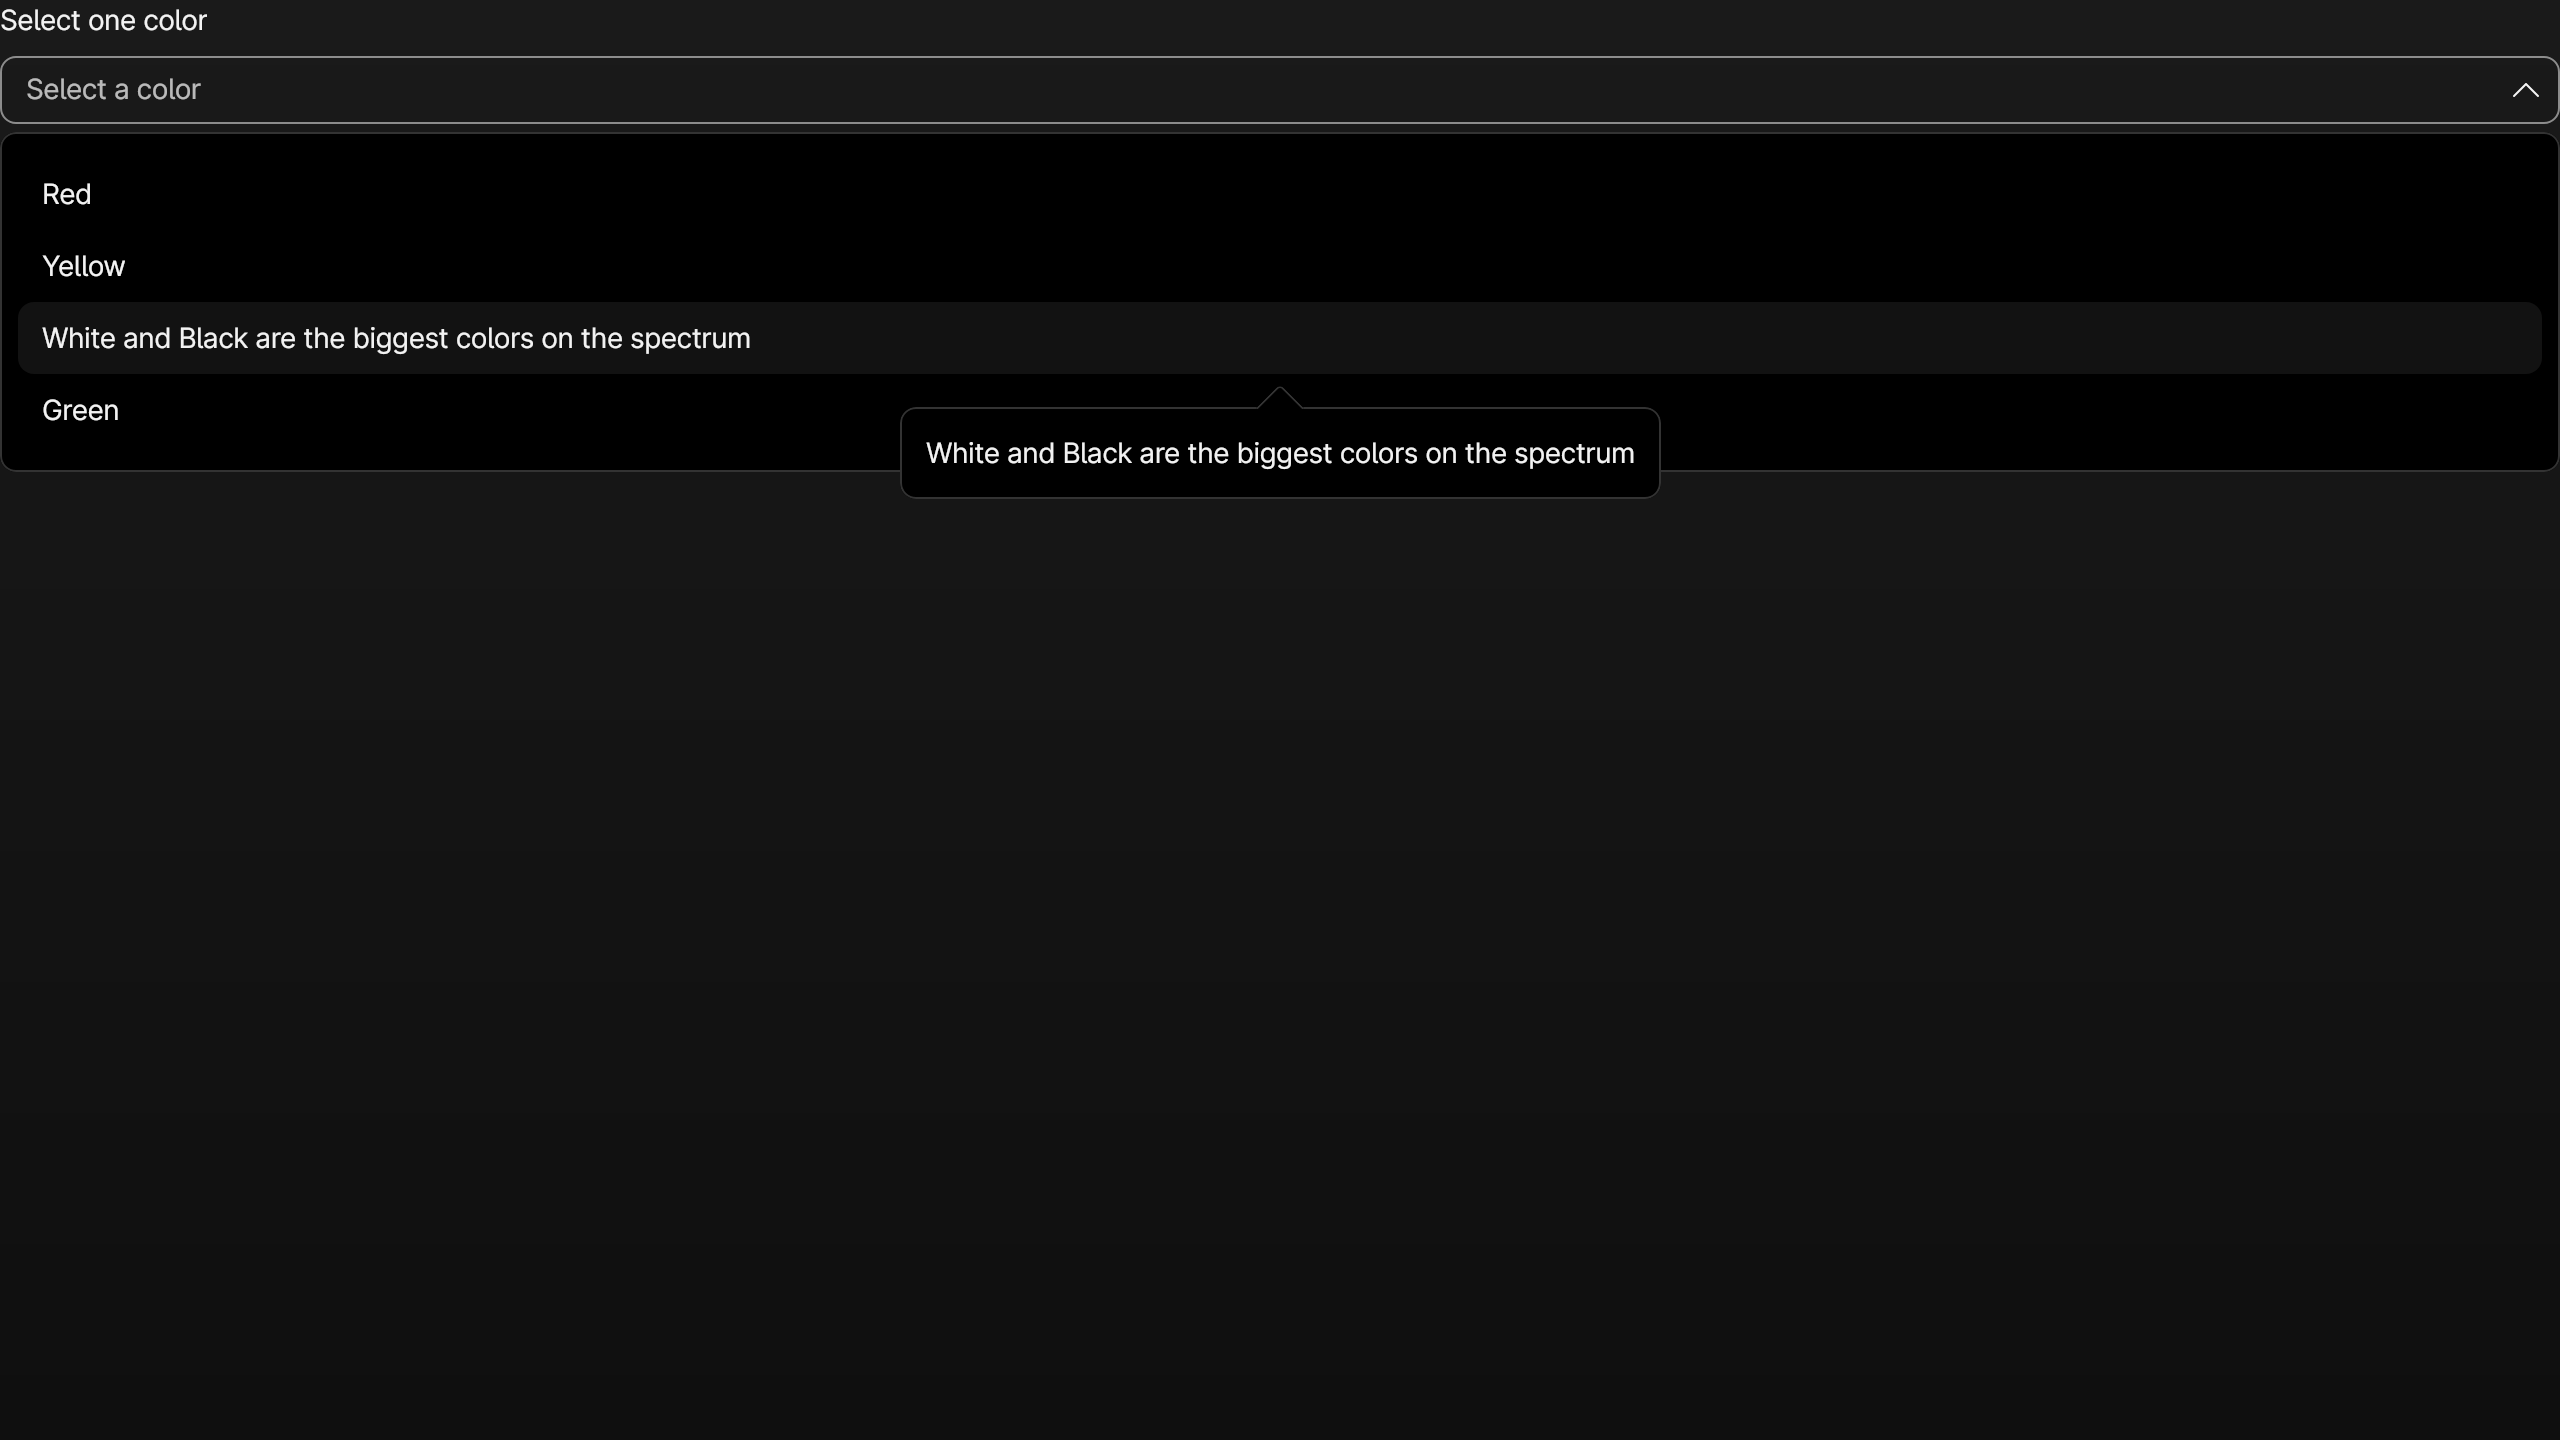 Select one color
Select a color
Red
Yellow
White and Black are the biggest colors on the spectrum
Green
White and Black are the biggest colors on the spectrum